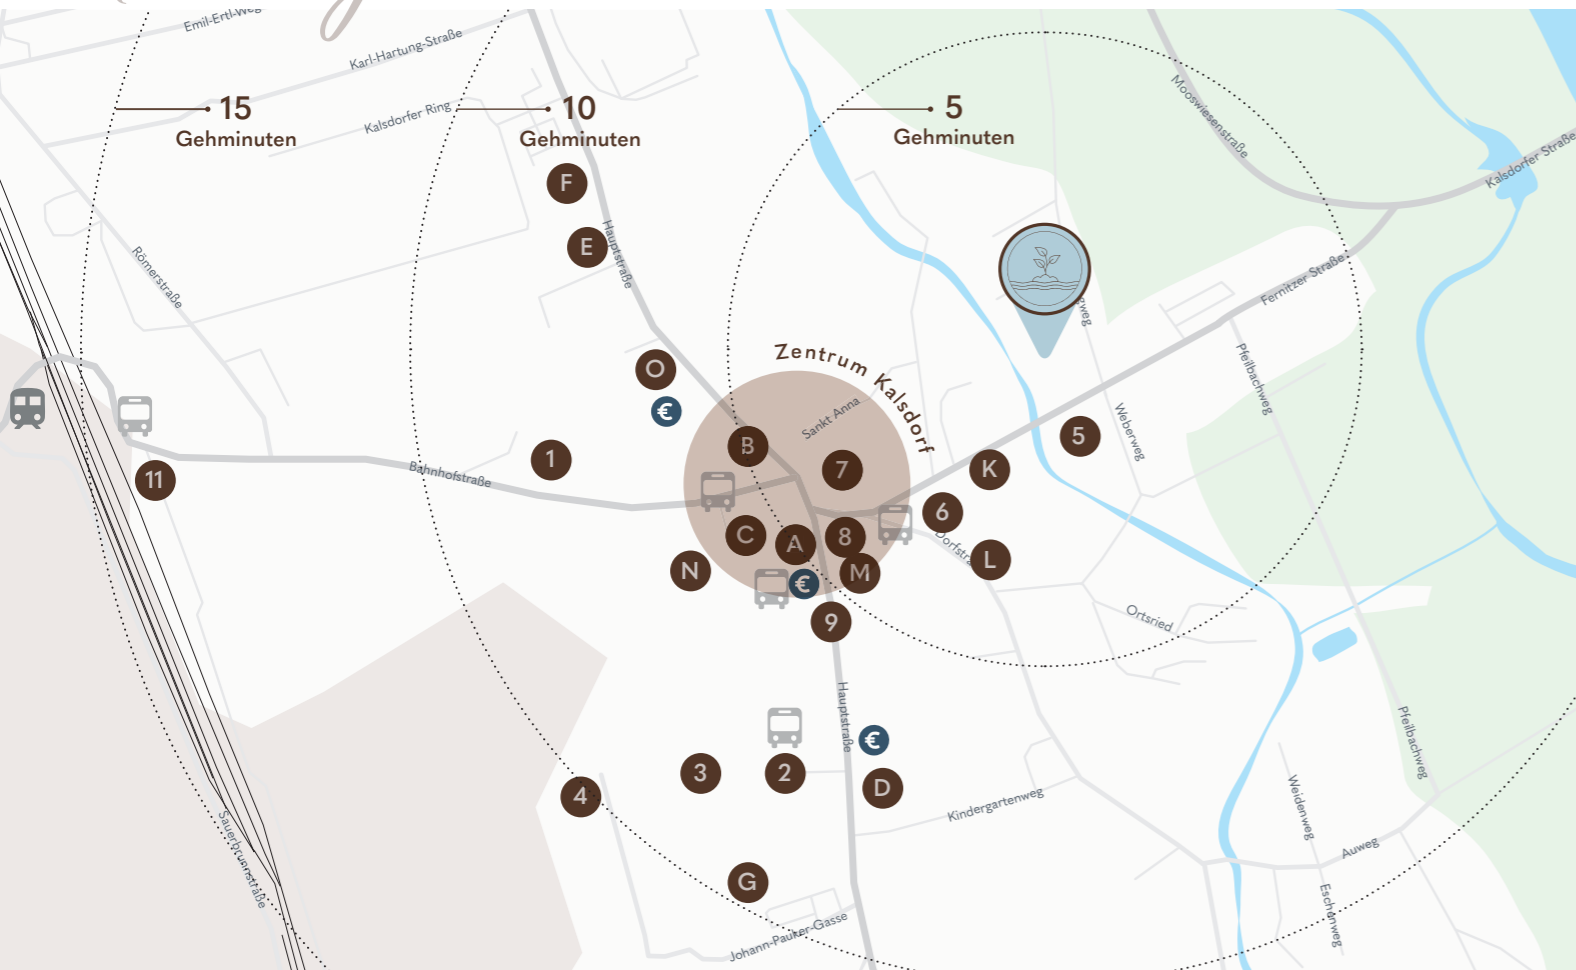 Emil-Ertl-Weg
Karl-Hartung-Straße
Kalsdorfer Ring
15
Gehminuten
10
Gehminuten
5
Gehminuten
Mooswiesenstraße
Kalsdorfer Straße
F
E
Hauptstraße
Römerstraße
Fernitzer Straße
Pfeilbachweg
Zentrum Kalsdorf
O
€
Sankt Anna
B
7
5
Weberweg
K
1
11
Bahnhofstraße
6
C
A
8
L
N
€
M
9
Ortsried
Hauptstraße
€
3
2
D
4
Kindergartenweg
Pfeilbachweg
Weidenweg
Auweg
Sauerbrunnstraße
G
Johann-Pauker-Gasse
Eschenweg